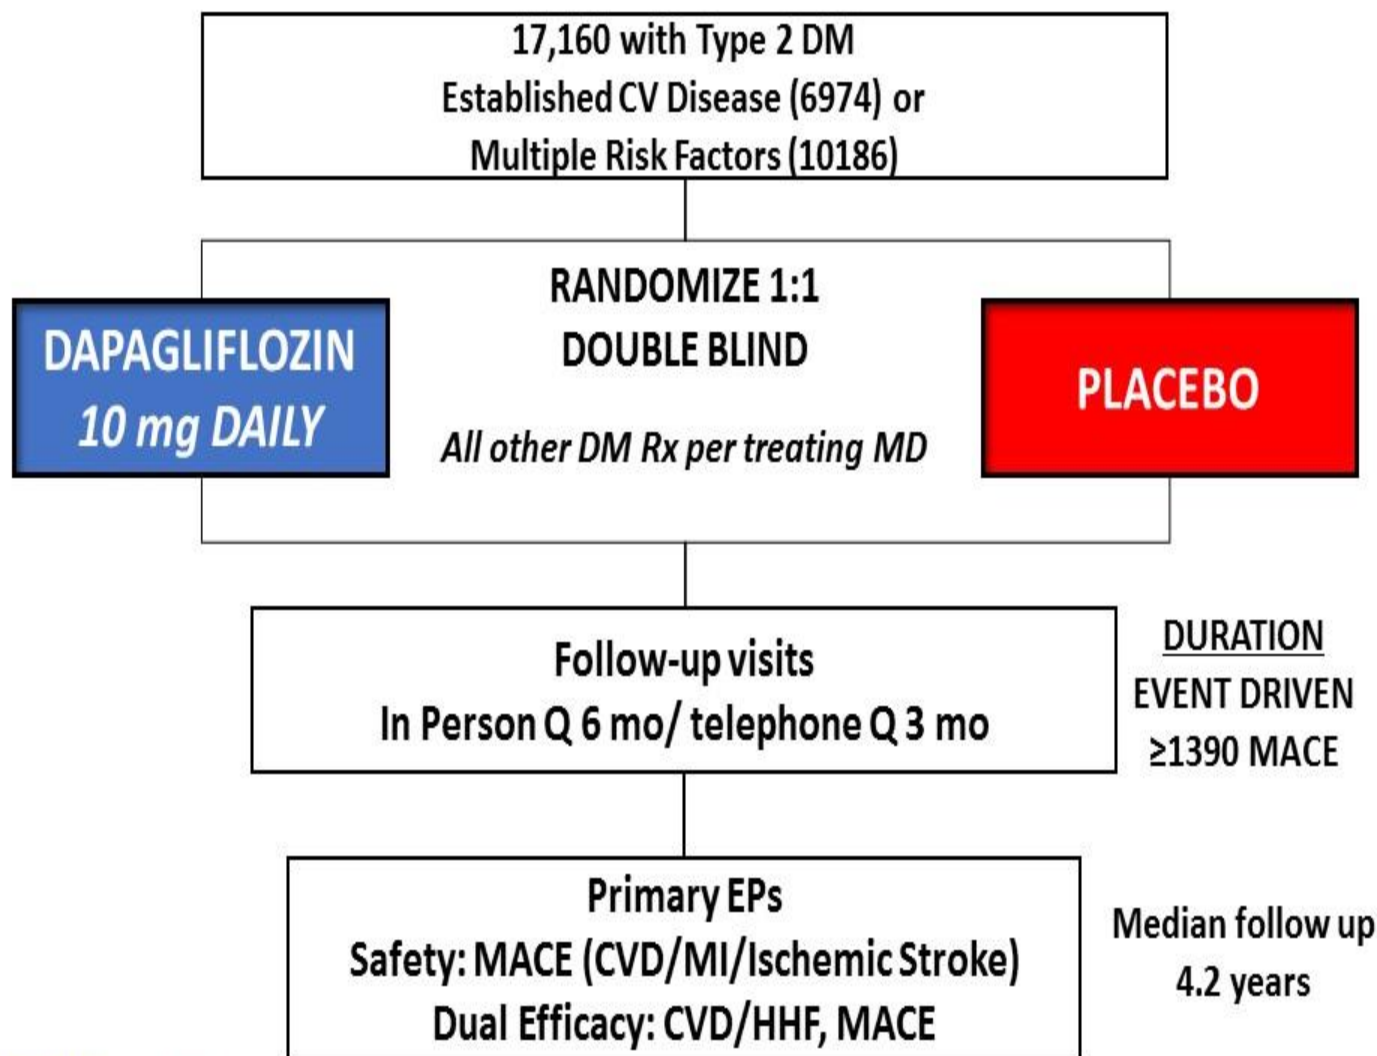 17,160 with Type 2 DM
Established CV Disease (6974) or
Multiple Risk Factors (10186)
RANDOMIZE 1:1
DOUBLE BLIND
All other DM Rx per treating MD
DAPAGLIFLOZIN
10 mg DAILY
PLACEBO
Follow-up visits
In Person Q 6 mo/ telephone Q 3 mo
DURATION
EVENT DRIVEN
≥1390 MACE
Primary EPs
Safety: MACE (CVD/MI/Ischemic Stroke)
Dual Efficacy: CVD/HHF, MACE
Median follow up
4.2 years